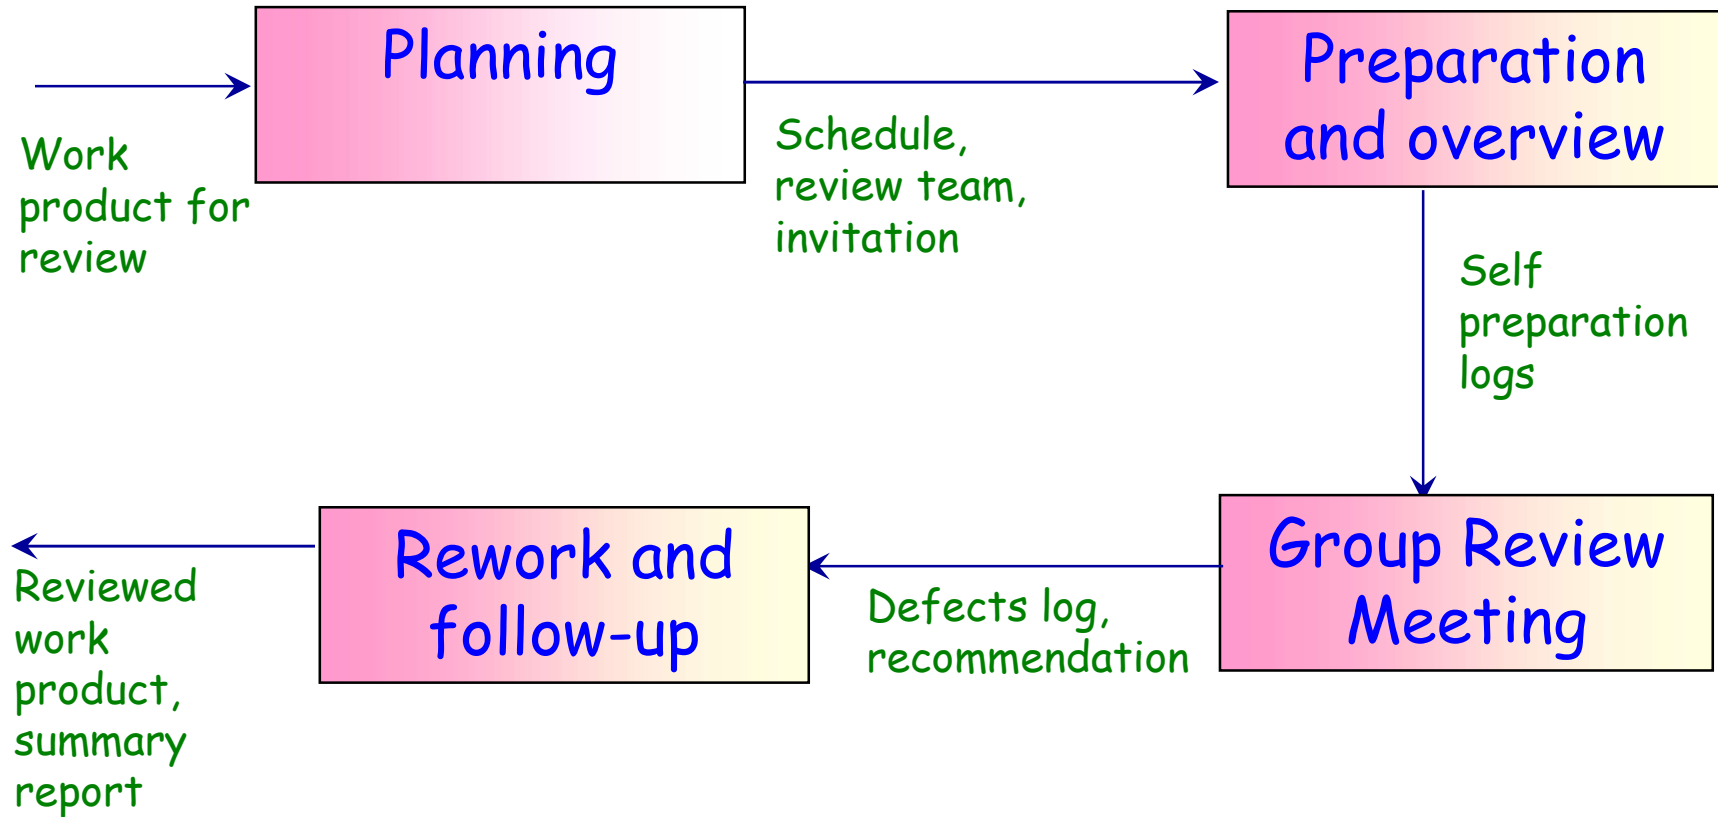 Planning
Preparation
and overview
Work
product for
review
Schedule,
review team,
invitation
Self
preparation
logs
Group Review
Meeting
Defects log,
recommendation
Rework and
follow-up
Reviewed
work
product,
summary
report